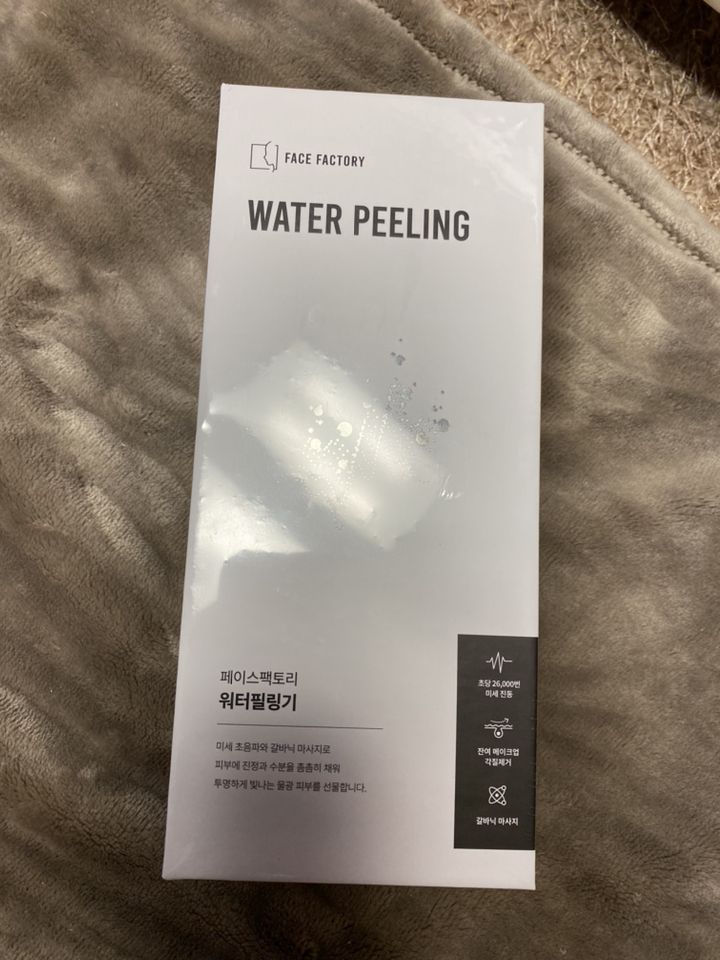 FACE FACTORY
WATER PEELING
페이스팩토리
워터필링기
미세 초음파와 갈바닉 마사지로
피부에 진정과 수분을 촘촘히 채워
투명하게 빛나는 물광 피부를 선물합니다.
초당 26,000번
미세 진동
잔여 메이크업
각질제거
갈바닉 마사지